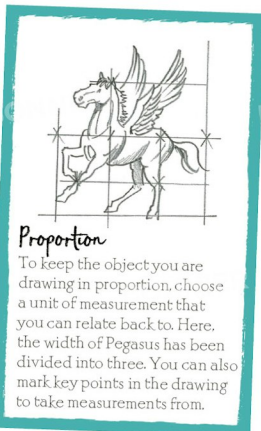 Proportion
To keep the object you are
drawing in proportion, choose
a unit of measurement that
you can relate back to. Here,
the width of Pegasus has been
divided into three. You can also
mark key points in the drawing
to take measurements from.